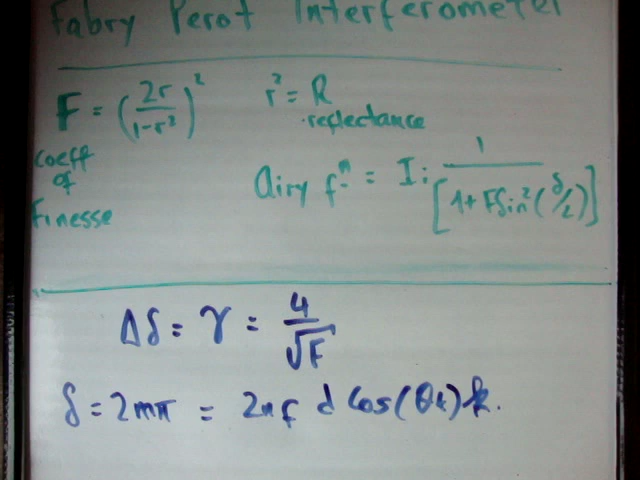 Fabry Perot Interferometer
F = (2r/1-r²)² r² = R
reflectance
coeff
of
Finesse
Airy fⁿ = I: 1/[1+Fsin²(δ/2)]
Δδ = γ = 4/√F
δ = 2mπ = 2nf d cos(θt)k.